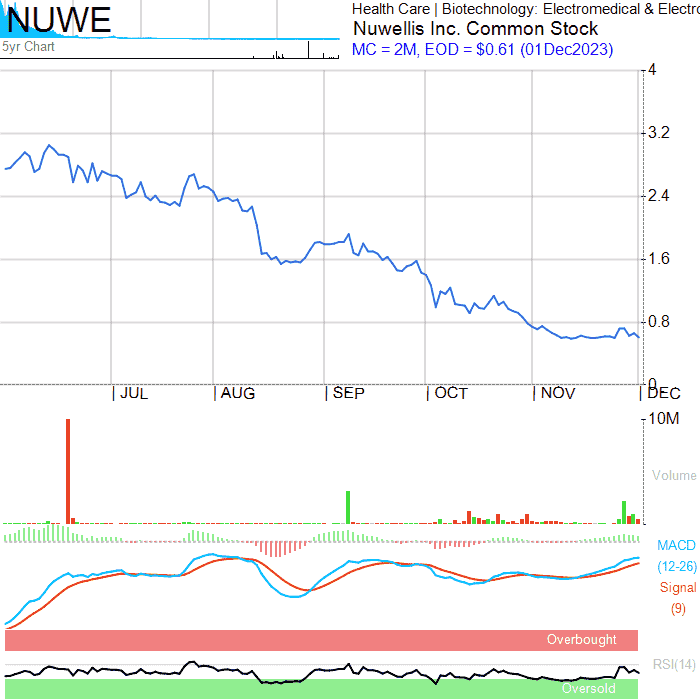 NUWE
5yr Chart
Health Care | Biotechnology: Electromedical & Electro
Nuwellis Inc. Common Stock
MC = 2M, EOD = $0.61 (01Dec2023)
4
3.2
2.4
1.6
0.8
0
JUL AUG SEP OCT NOV DEC
10M
Volume
MACD
(12-26)
Signal
(9)
Overbought
RSI(14)
Oversold